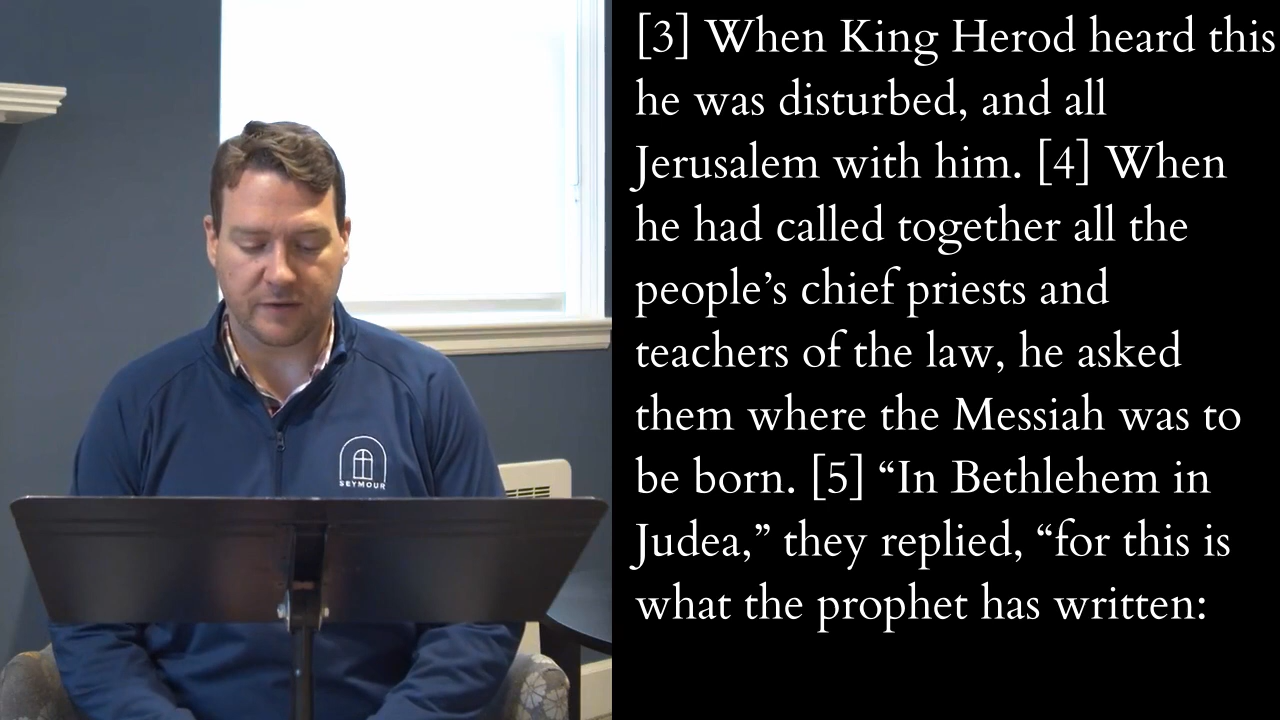 SEYMOUR
[3] When King Herod heard this
he was disturbed, and all
Jerusalem with him. [4] When
he had called together all the
people’s chief priests and
teachers of the law, he asked
them where the Messiah was to
be born. [5] “In Bethlehem in
Judea,” they replied, “for this is
what the prophet has written: